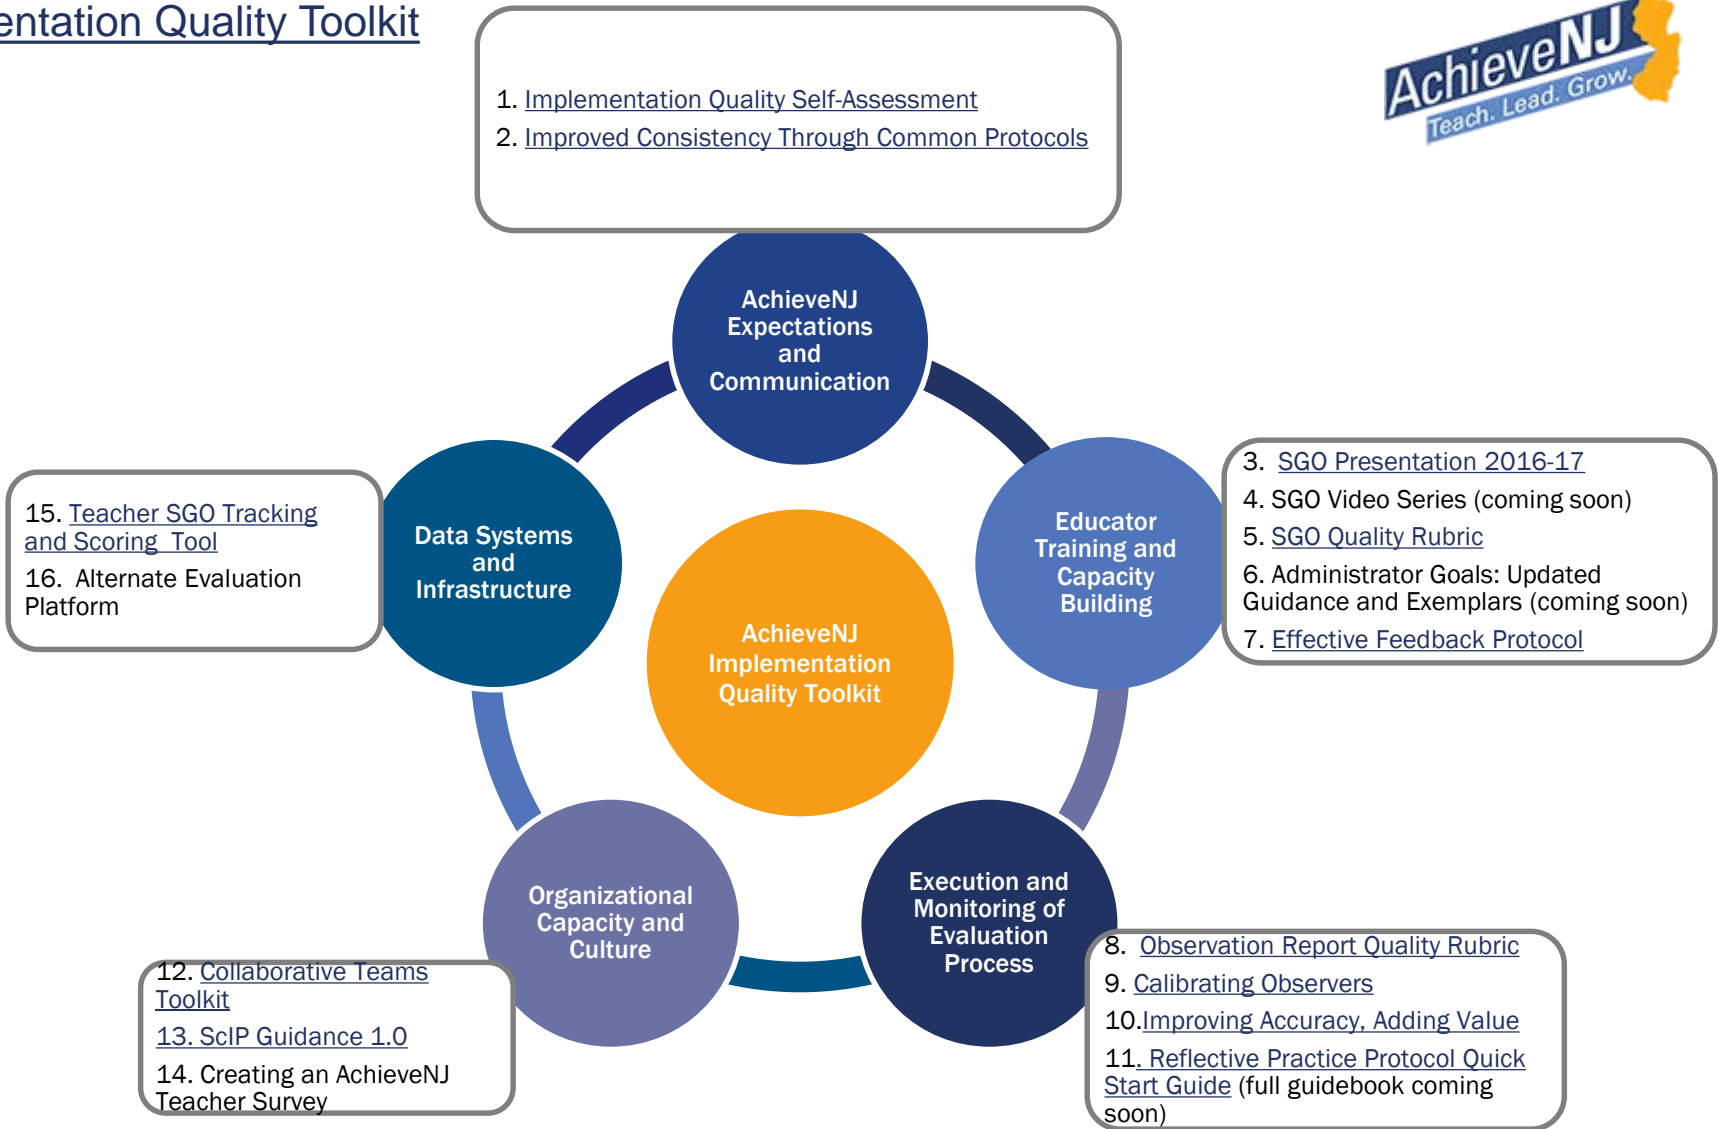 entation Quality Toolkit
AchieveNJ
Teach. Lead. Grow.
1. Implementation Quality Self-Assessment
2. Improved Consistency Through Common Protocols
AchieveNJ
Expectations
and
Communication
3. SGO Presentation 2016-17
4. SGO Video Series (coming soon)
5. SGO Quality Rubric
6. Administrator Goals: Updated
Guidance and Exemplars (coming soon)
7. Effective Feedback Protocol
Educator
Training and
Capacity
Building
15. Teacher SGO Tracking
and Scoring Tool
16. Alternate Evaluation
Platform
Data Systems
and
Infrastructure
AchieveNJ
Implementation
Quality Toolkit
Execution and
Monitoring of
Evaluation
Process
8. Observation Report Quality Rubric
9. Calibrating Observers
10.Improving Accuracy, Adding Value
11. Reflective Practice Protocol Quick
Start Guide (full guidebook coming
soon)
Organizational
Capacity and
Culture
12. Collaborative Teams
Toolkit
13. ScIP Guidance 1.0
14. Creating an AchieveNJ
Teacher Survey